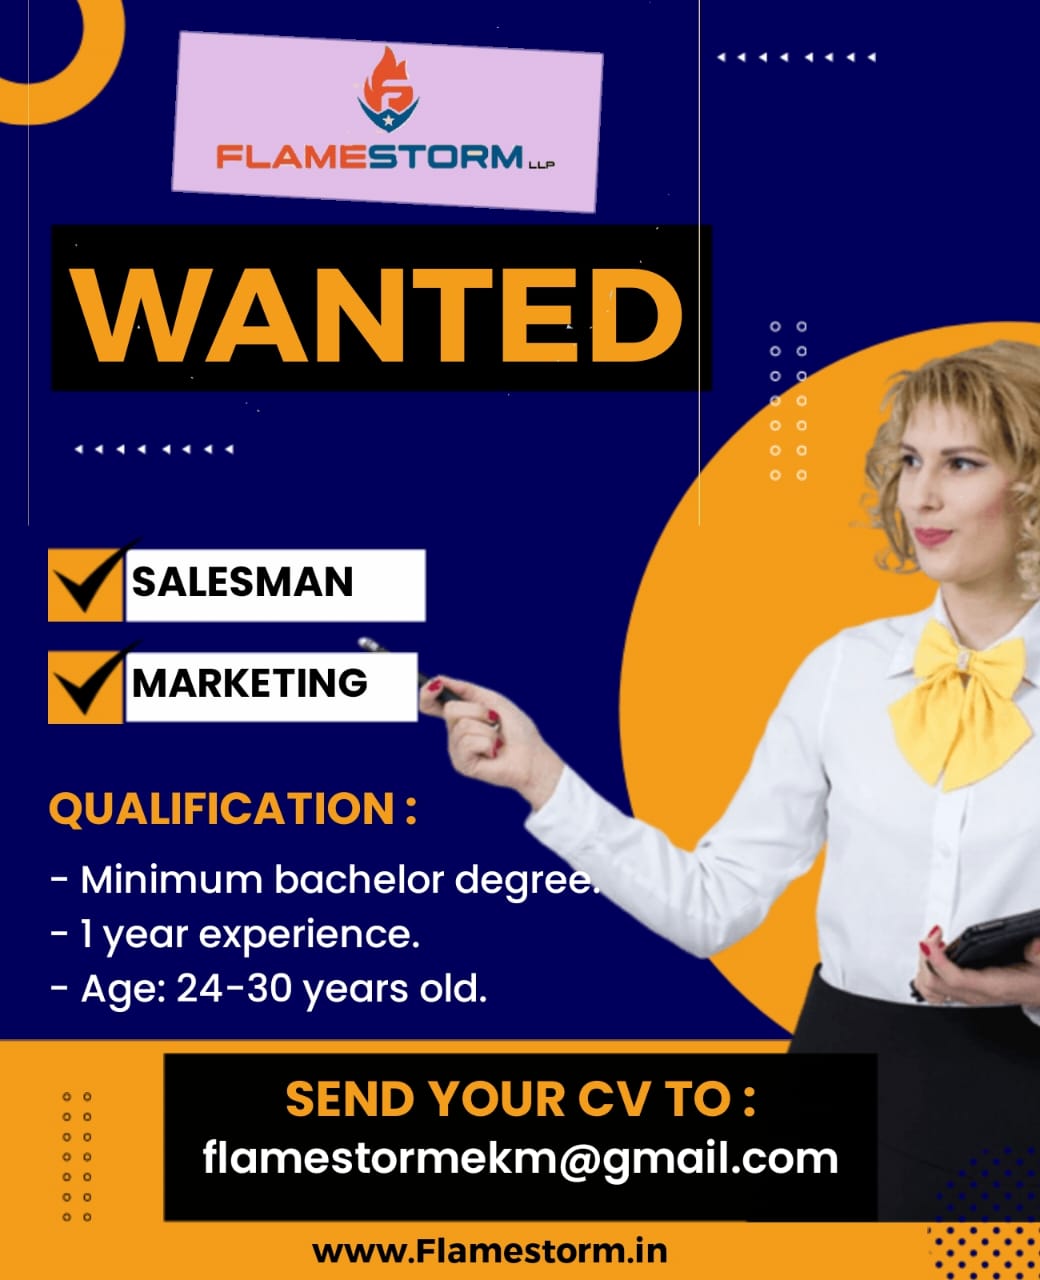 FLAMESTORM LLP
WANTED
SALESMAN
MARKETING
QUALIFICATION :
- Minimum bachelor degree.
- 1 year experience.
- Age: 24-30 years old.
SEND YOUR CV TO :
flamestormekm@gmail.com
www.Flamestorm.in